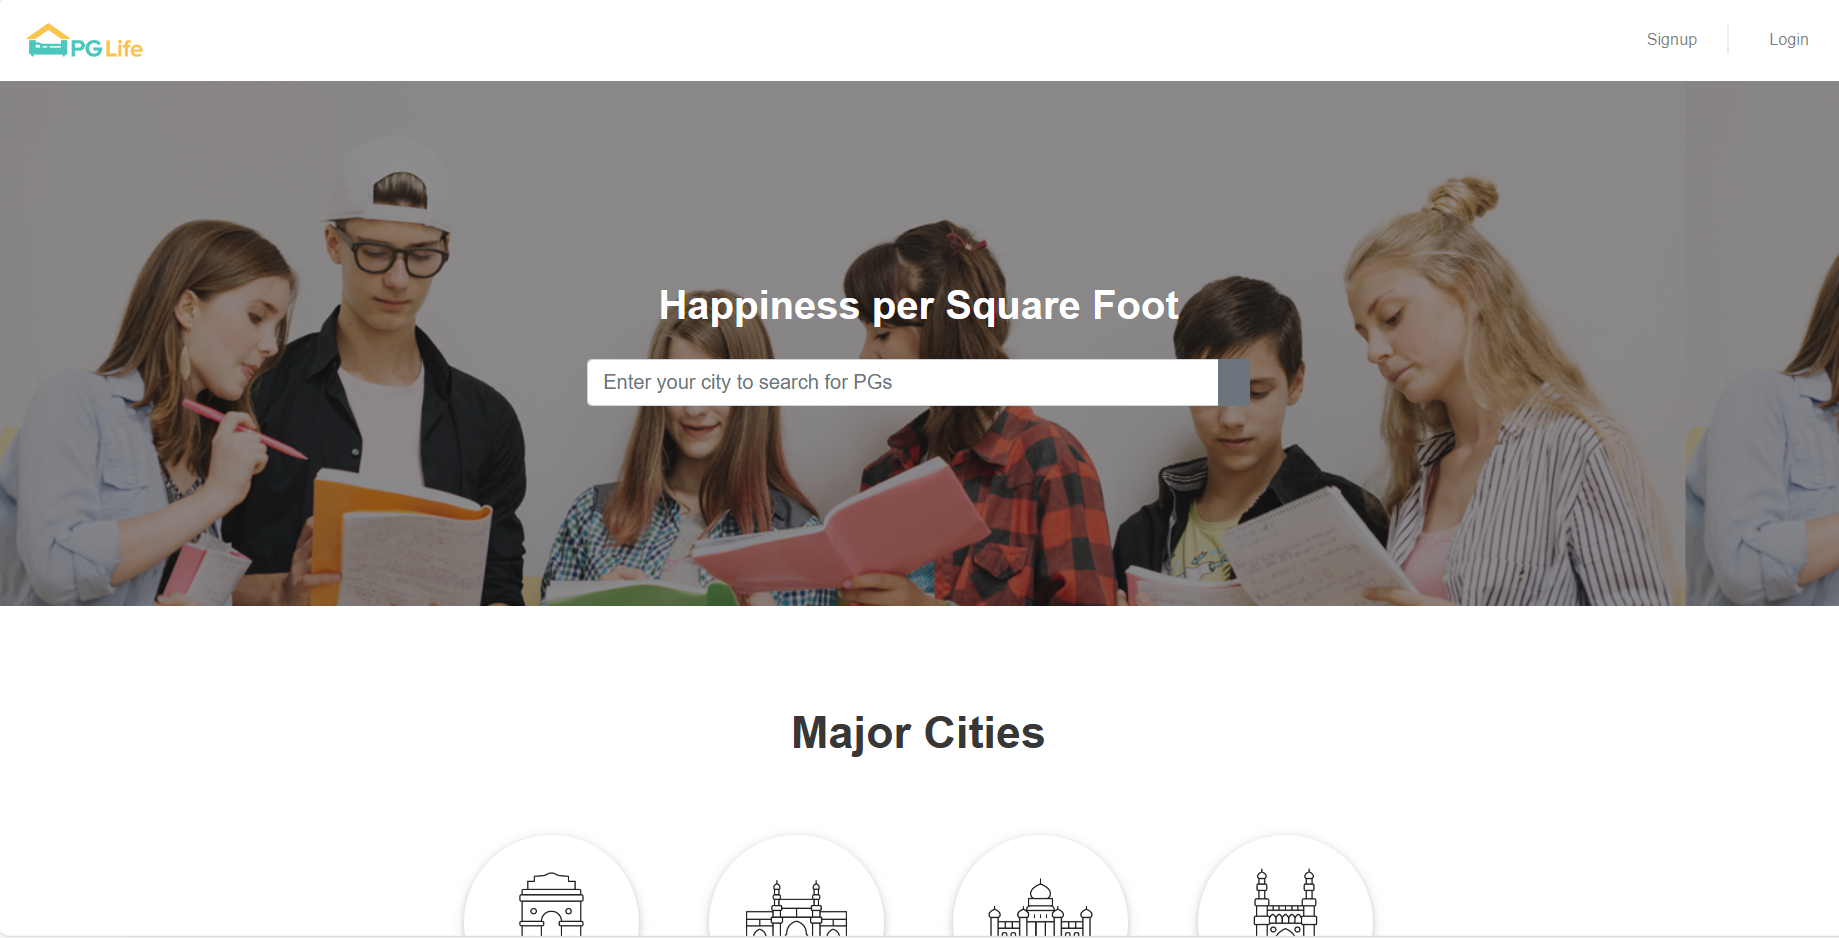 PG Life
Signup
Login
Happiness per Square Foot
Enter your city to search for PGs
Major Cities